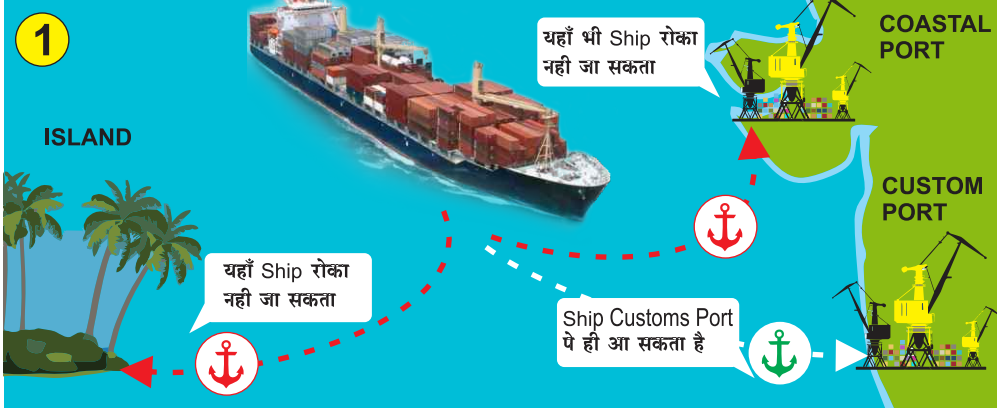 1
यहाँ भी Ship रोका
नही जा सकता
COASTAL
PORT
ISLAND
CUSTOM
PORT
यहाँ Ship रोका
नही जा सकता
Ship Customs Port
पे ही आ सकता है